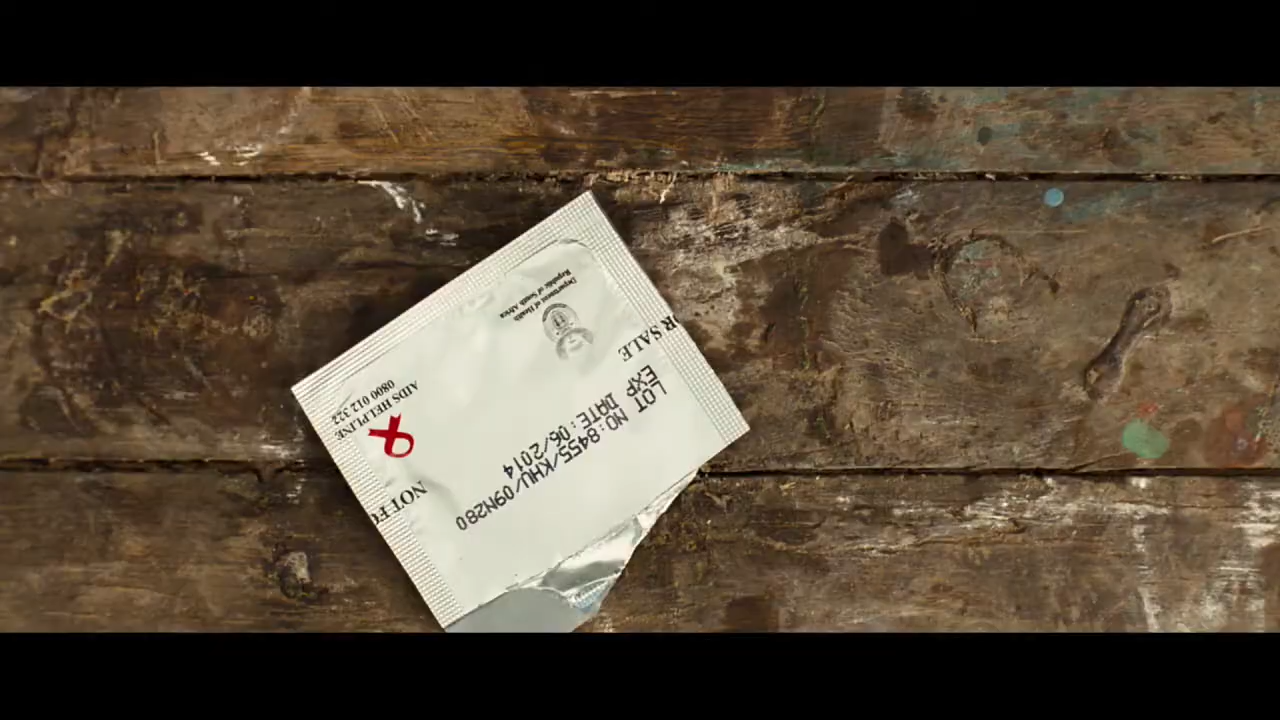 LOT NO:8455/KHU/09N280
EXP DATE:06/2014
R SALE
NOT FO
Department of Health
Republic of South Africa
AIDS HELPLINE
0800 012 322